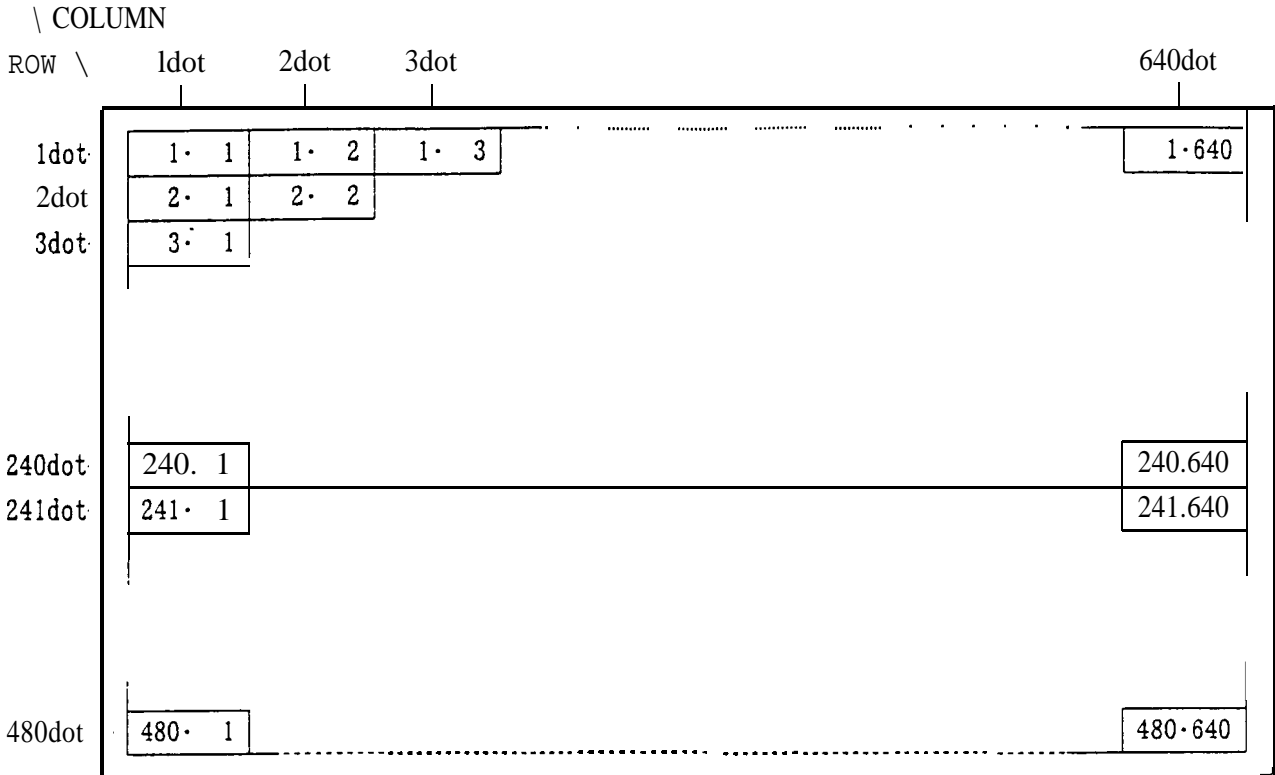 \ COLUMN
ROW \ ldot 2dot 3dot 640dot
1dot 1· 1 1· 2 1· 3 1·640
2dot 2· 1 2· 2
3dot 3· 1
240dot 240. 1 240.640
241dot 241· 1 241.640
480dot 480· 1 480·640